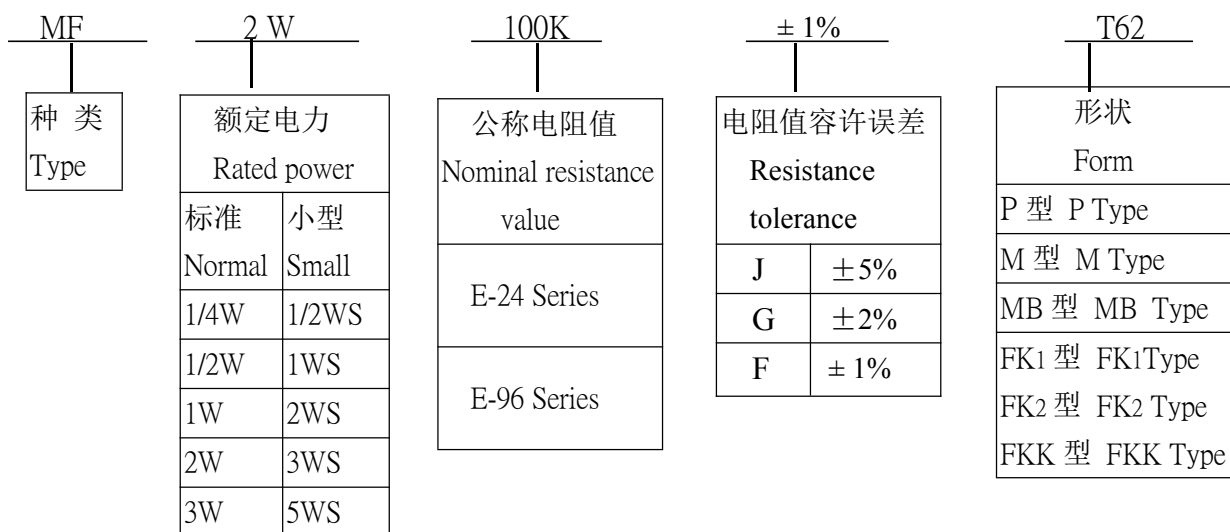 MF 2 W 100K ± 1% T62
种 类
Type
额定电力
Rated power
标准 小型
Normal Small
1/4W 1/2WS
1/2W 1WS
1W 2WS
2W 3WS
3W 5WS
公称电阻值
Nominal resistance
value
E-24 Series
E-96 Series
电阻值容许误差
Resistance
tolerance
J ±5%
G ±2%
F ± 1%
形状
Form
P 型 P Type
M 型 M Type
MB 型 MB Type
FK1 型 FK1Type
FK2 型 FK2 Type
FKK 型 FKK Type